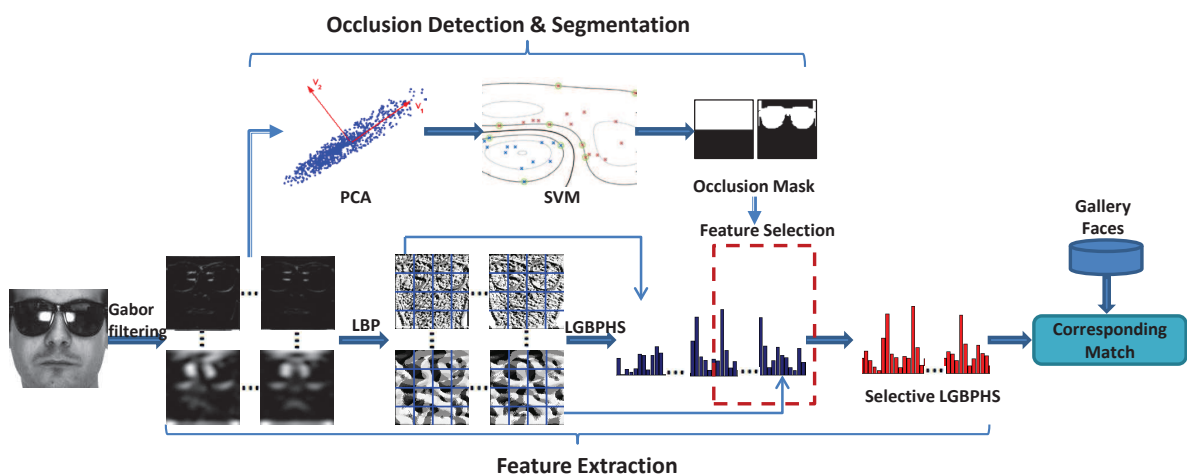 Occlusion Detection & Segmentation
V2
V1
PCA
SVM
Occlusion Mask
Feature Selection
Gallery
Faces
Gabor
filtering
LBP
LGBPHS
Corresponding
Match
Selective LGBPHS
Feature Extraction